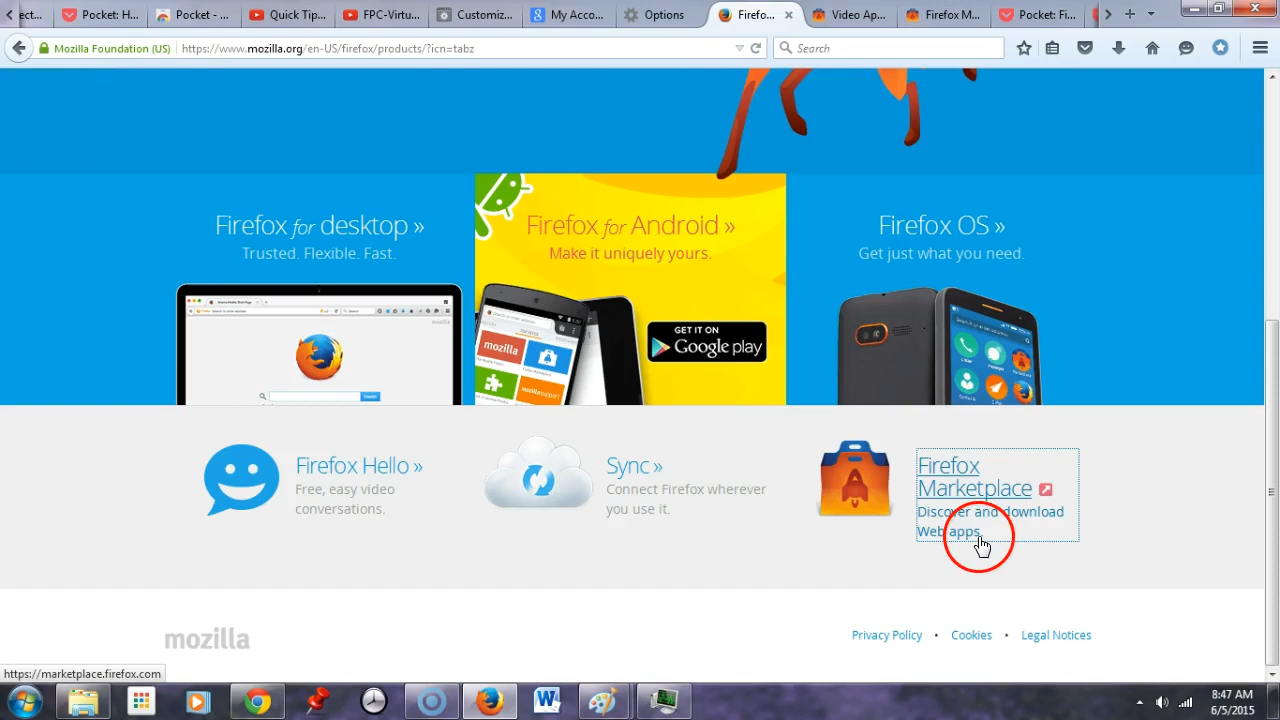 ect...
Pocket: H...
Pocket - ...
Quick Tip...
FPC-Virtu...
Customiz...
My Acco...
Options
Firefo...
Video Ap...
Firefox M...
Pocket: Fi...
Mozilla Foundation (US)
https://www.mozilla.org/en-US/firefox/products/?icn=tabz
Search
Firefox for desktop »
Trusted. Flexible. Fast.
Firefox for Android »
Make it uniquely yours.
GET IT ON
Google play
mozilla
Firefox OS »
Get just what you need.
Firefox Hello »
Free, easy video
conversations.
Sync »
Connect Firefox wherever
you use it.
Firefox
Marketplace
Discover and download
Web apps.
mozilla
Privacy Policy • Cookies • Legal Notices
https://marketplace.firefox.com
8:47 AM
6/5/2015